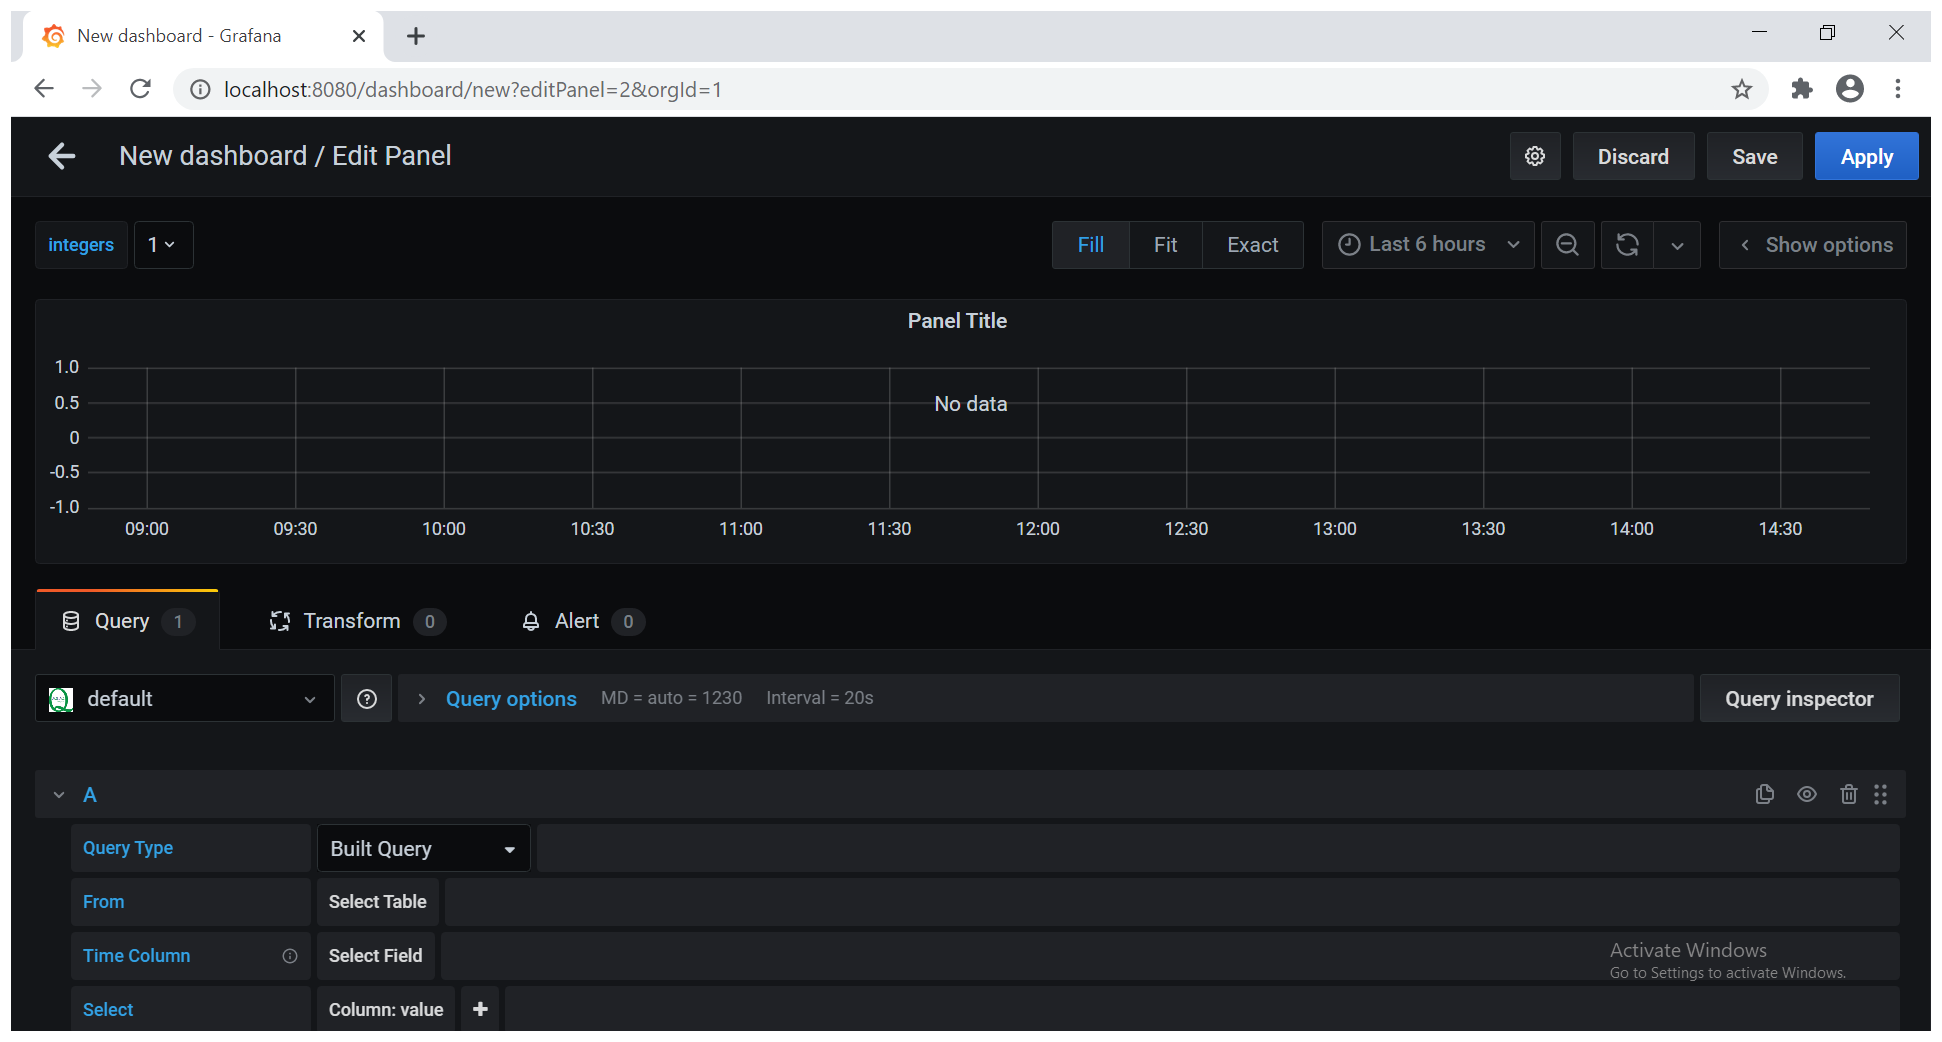 New dashboard - Grafana
localhost:8080/dashboard/new?editPanel=2&orgId=1
New dashboard / Edit Panel
Discard
Save
Apply
integers
1
Fill
Fit
Exact
Last 6 hours
Show options
Panel Title
1.0
0.5
0
-0.5
-1.0
No data
09:00
09:30
10:00
10:30
11:00
11:30
12:00
12:30
13:00
13:30
14:00
14:30
Query 1
Transform 0
Alert 0
default
Query options
MD = auto = 1230
Interval = 20s
Query inspector
A
Query Type
Built Query
From
Select Table
Time Column
Select Field
Select
Column: value
Activate Windows
Go to Settings to activate Windows.